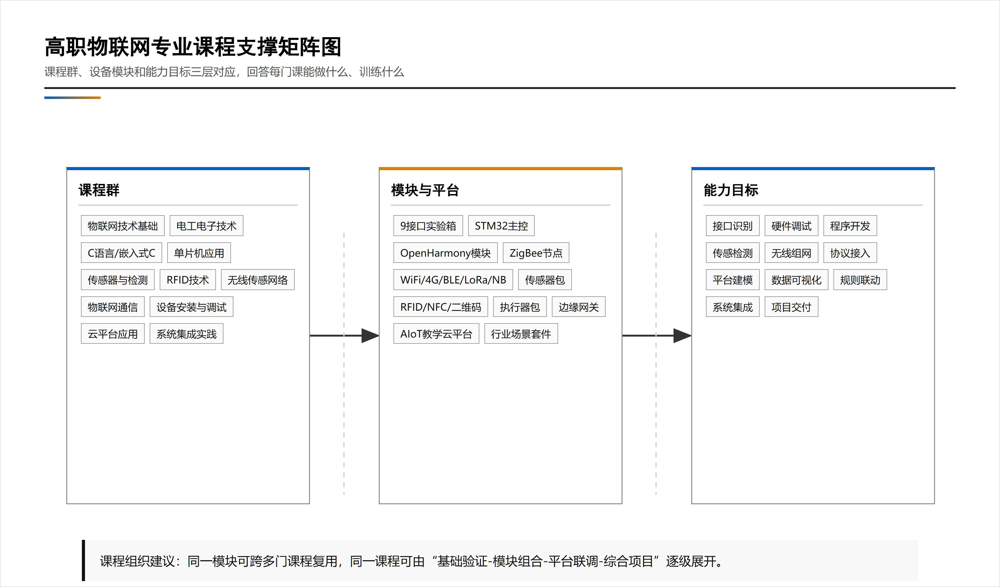 高职物联网专业课程支撑矩阵图
课程群、设备模块和能力目标三层对应，回答每门课能做什么、训练什么
课程群
物联网技术基础 电工电子技术
C语言/嵌入式C 单片机应用
传感器与检测 RFID技术 无线传感网络
物联网通信 设备安装与调试
云平台应用 系统集成实践
模块与平台
9接口实验箱 STM32主控
OpenHarmony模块 ZigBee节点
WiFi/4G/BLE/LoRa/NB 传感器包
RFID/NFC/二维码 执行器包 边缘网关
AIoT教学云平台 行业场景套件
能力目标
接口识别 硬件调试 程序开发
传感检测 无线组网 协议接入
平台建模 数据可视化 规则联动
系统集成 项目交付
课程组织建议：同一模块可跨多门课程复用，同一课程可由“基础验证-模块组合-平台联调-综合项目”逐级展开。